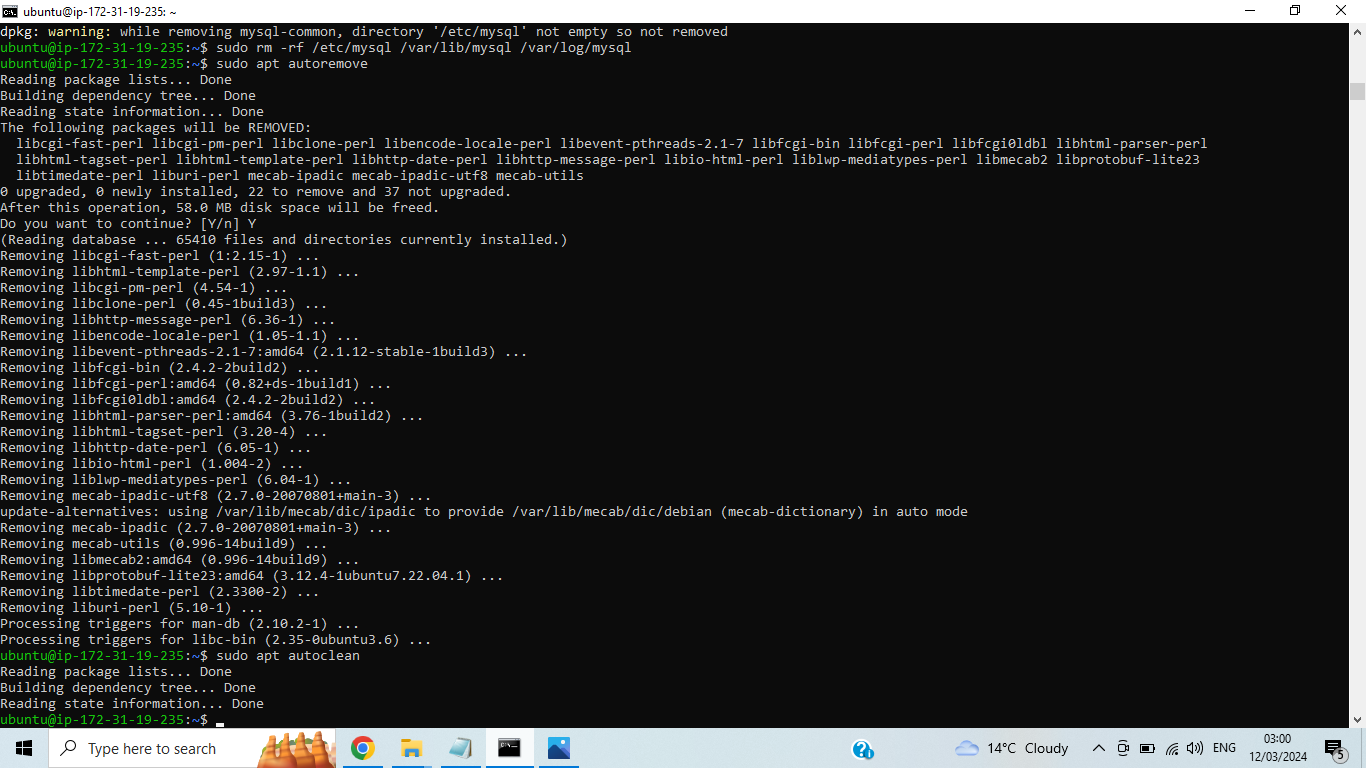 ubuntu@ip-172-31-19-235: ~
dpkg: warning: while removing mysql-common, directory '/etc/mysql' not empty so not removed
ubuntu@ip-172-31-19-235:~$ sudo rm -rf /etc/mysql /var/lib/mysql /var/log/mysql
ubuntu@ip-172-31-19-235:~$ sudo apt autoremove
Reading package lists... Done
Building dependency tree... Done
Reading state information... Done
The following packages will be REMOVED:
  libcgi-fast-perl libcgi-pm-perl libclone-perl libencode-locale-perl libevent-pthreads-2.1-7 libfcgi-bin libfcgi-perl libfcgi0ldbl libhtml-parser-perl
  libhtml-tagset-perl libhtml-template-perl libhttp-date-perl libhttp-message-perl libio-html-perl liblwp-mediatypes-perl libmecab2 libprotobuf-lite23
  libtimedate-perl liburi-perl mecab-ipadic mecab-ipadic-utf8 mecab-utils
0 upgraded, 0 newly installed, 22 to remove and 37 not upgraded.
After this operation, 58.0 MB disk space will be freed.
Do you want to continue? [Y/n] Y
(Reading database ... 65410 files and directories currently installed.)
Removing libcgi-fast-perl (1:2.15-1) ...
Removing libhtml-template-perl (2.97-1.1) ...
Removing libcgi-pm-perl (4.54-1) ...
Removing libclone-perl (0.45-1build3) ...
Removing libhttp-message-perl (6.36-1) ...
Removing libencode-locale-perl (1.05-1.1) ...
Removing libevent-pthreads-2.1-7:amd64 (2.1.12-stable-1build3) ...
Removing libfcgi-bin (2.4.2-2build2) ...
Removing libfcgi-perl:amd64 (0.82+ds-1build1) ...
Removing libfcgi0ldbl:amd64 (2.4.2-2build2) ...
Removing libhtml-parser-perl:amd64 (3.76-1build2) ...
Removing libhtml-tagset-perl (3.20-4) ...
Removing libhttp-date-perl (6.05-1) ...
Removing libio-html-perl (1.004-2) ...
Removing liblwp-mediatypes-perl (6.04-1) ...
Removing mecab-ipadic-utf8 (2.7.0-20070801+main-3) ...
update-alternatives: using /var/lib/mecab/dic/ipadic to provide /var/lib/mecab/dic/debian (mecab-dictionary) in auto mode
Removing mecab-ipadic (2.7.0-20070801+main-3) ...
Removing mecab-utils (0.996-14build9) ...
Removing libmecab2:amd64 (0.996-14build9) ...
Removing libprotobuf-lite23:amd64 (3.12.4-1ubuntu7.22.04.1) ...
Removing libtimedate-perl (2.3300-2) ...
Removing liburi-perl (5.10-1) ...
Processing triggers for man-db (2.10.2-1) ...
Processing triggers for libc-bin (2.35-0ubuntu3.6) ...
ubuntu@ip-172-31-19-235:~$ sudo apt autoclean
Reading package lists... Done
Building dependency tree... Done
Reading state information... Done
ubuntu@ip-172-31-19-235:~$
Type here to search
14°C Cloudy
ENG
03:00
12/03/2024
5